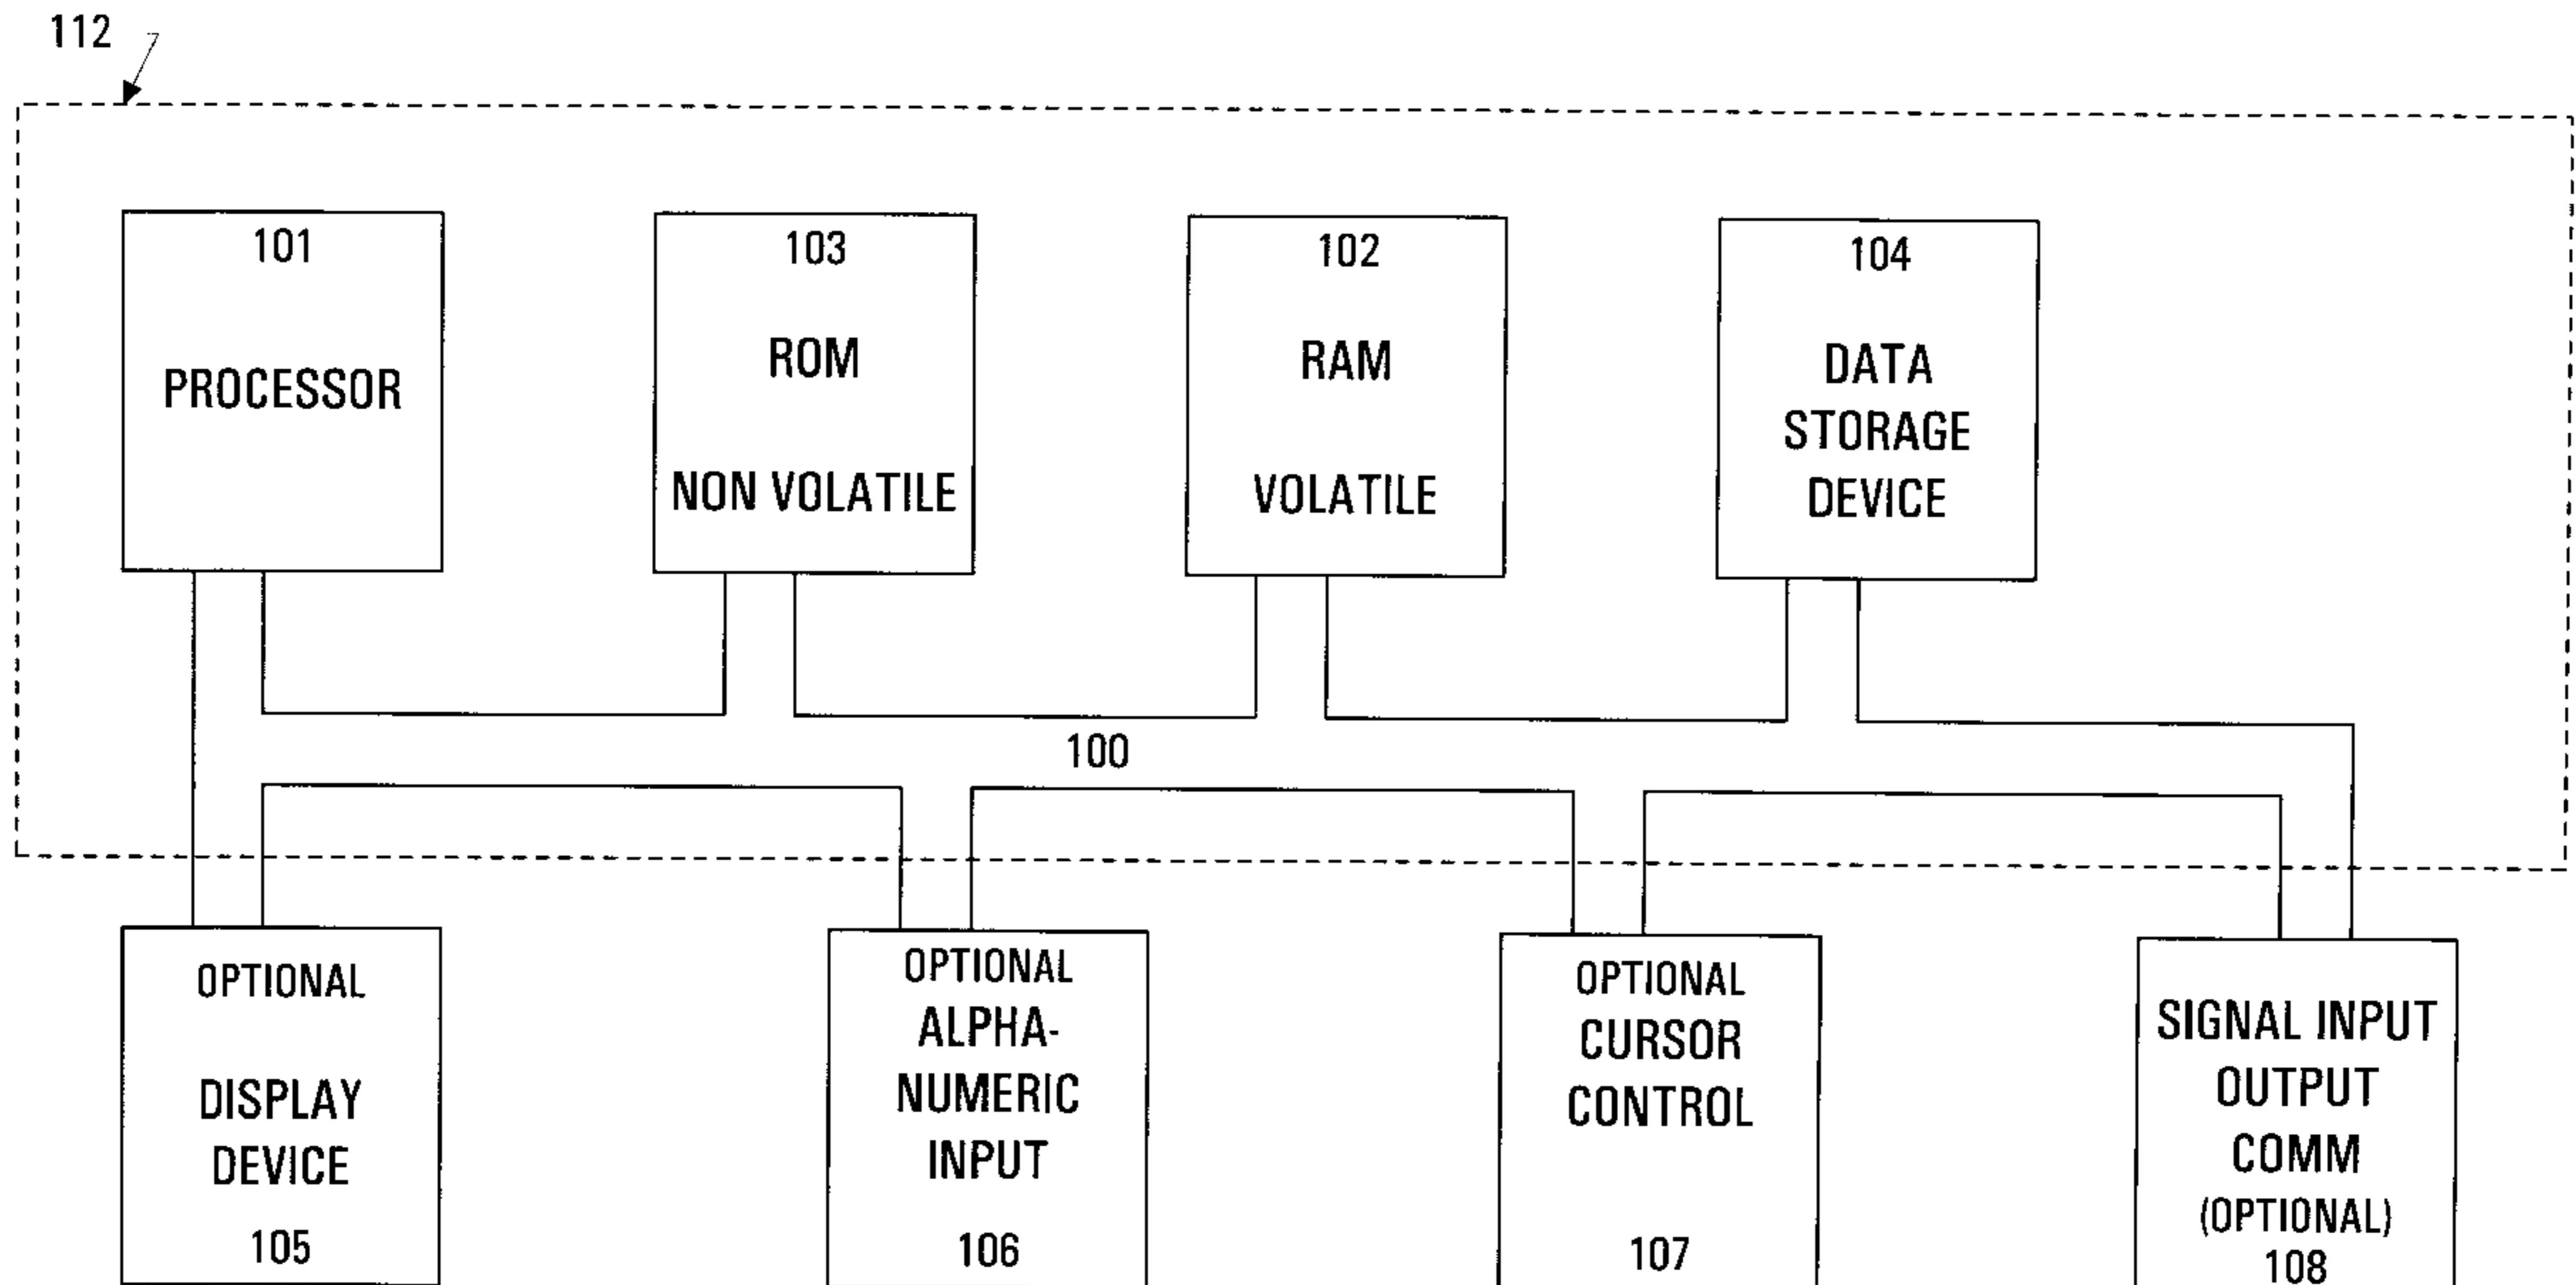 112
101
PROCESSOR
103
ROM
NON VOLATILE
102
RAM
VOLATILE
104
DATA
STORAGE
DEVICE
100
OPTIONAL
DISPLAY
DEVICE
105
OPTIONAL
ALPHA-
NUMERIC
INPUT
106
OPTIONAL
CURSOR
CONTROL
107
SIGNAL INPUT
OUTPUT
COMM
(OPTIONAL)
108